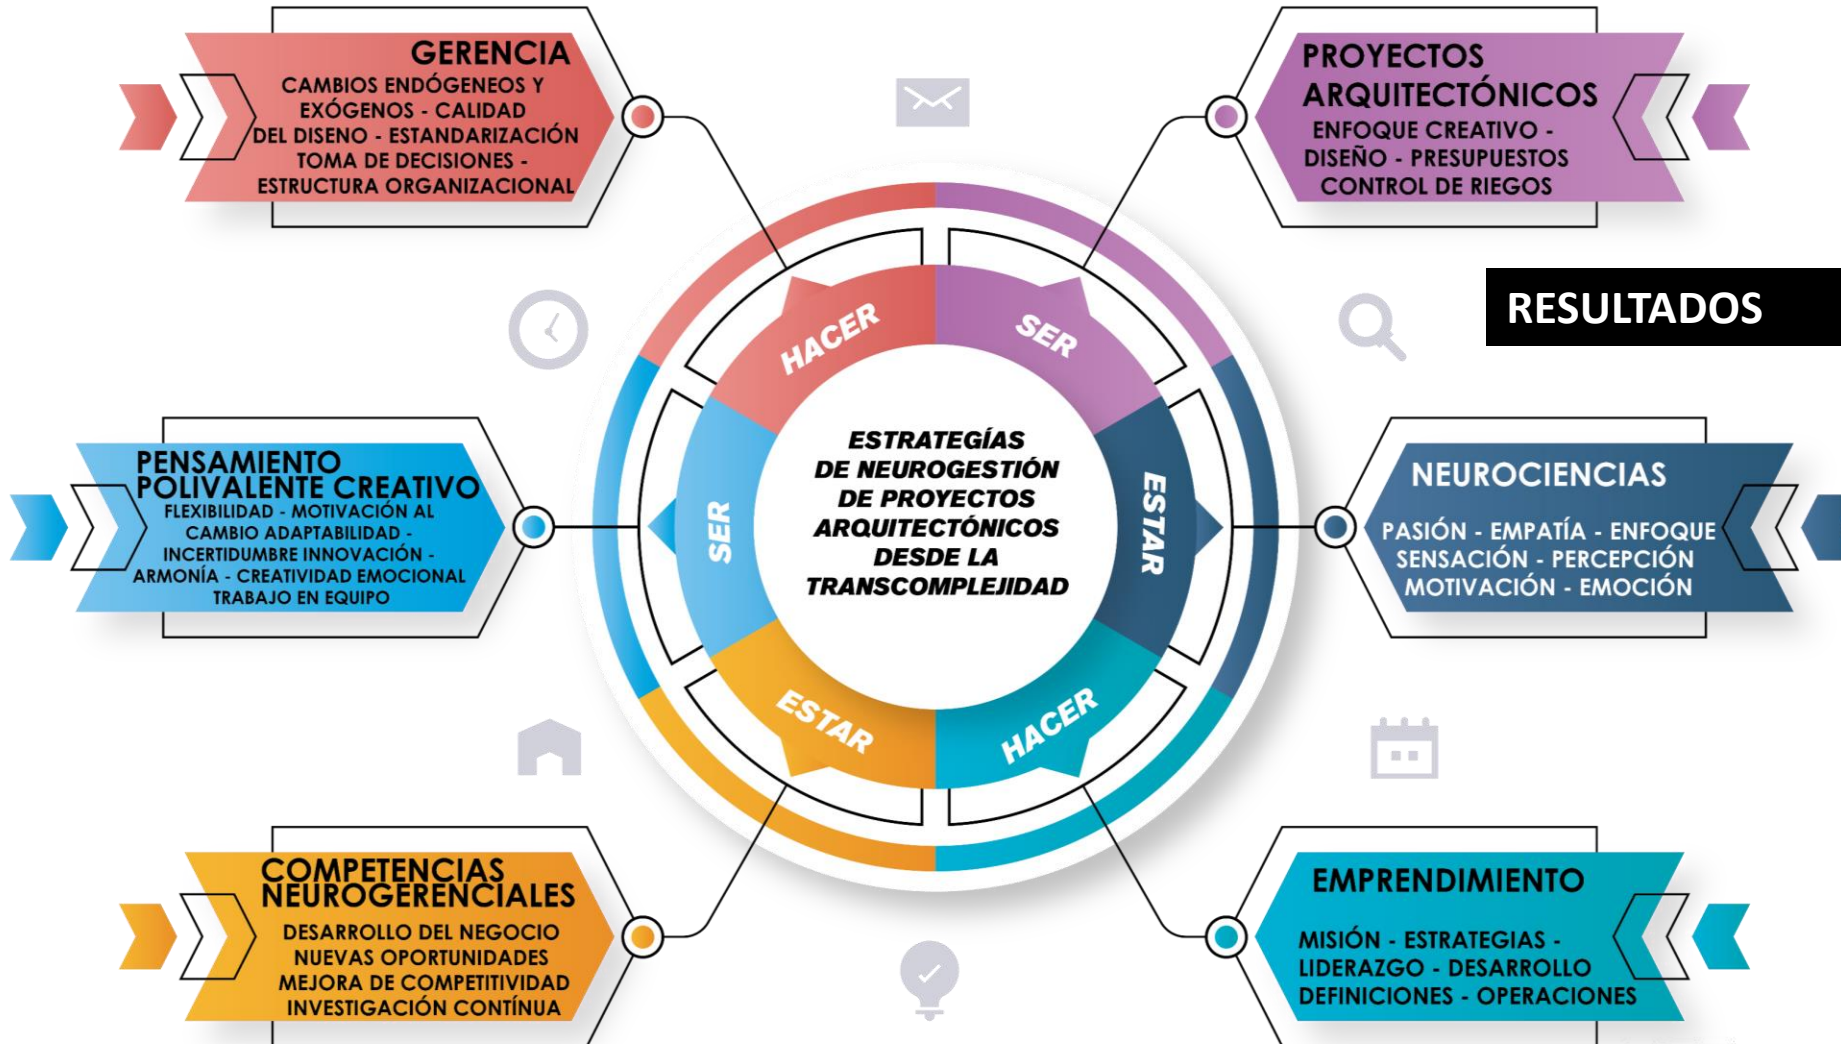 GERENCIA
CAMBIOS ENDÓGENEOS Y
EXÓGENOS - CALIDAD
DEL DISENO - ESTANDARIZACIÓN
TOMA DE DECISIONES -
ESTRUCTURA ORGANIZACIONAL
PROYECTOS
ARQUITECTÓNICOS
ENFOQUE CREATIVO -
DISEÑO - PRESUPUESTOS
CONTROL DE RIEGOS
RESULTADOS
HACER
SER
ESTAR
HACER
ESTAR
SER
ESTRATEGÍAS
DE NEUROGESTIÓN
DE PROYECTOS
ARQUITECTÓNICOS
DESDE LA
TRANSCOMPLEJIDAD
PENSAMIENTO
POLIVALENTE CREATIVO
FLEXIBILIDAD - MOTIVACIÓN AL
CAMBIO ADAPTABILIDAD -
INCERTIDUMBRE INNOVACIÓN -
ARMONÍA - CREATIVIDAD EMOCIONAL
TRABAJO EN EQUIPO
NEUROCIENCIAS
PASIÓN - EMPATÍA - ENFOQUE
SENSACIÓN - PERCEPCIÓN
MOTIVACIÓN - EMOCIÓN
COMPETENCIAS
NEUROGERENCIALES
DESARROLLO DEL NEGOCIO
NUEVAS OPORTUNIDADES
MEJORA DE COMPETITIVIDAD
INVESTIGACIÓN CONTÍNUA
EMPRENDIMIENTO
MISIÓN - ESTRATEGIAS -
LIDERAZGO - DESARROLLO
DEFINICIONES - OPERACIONES